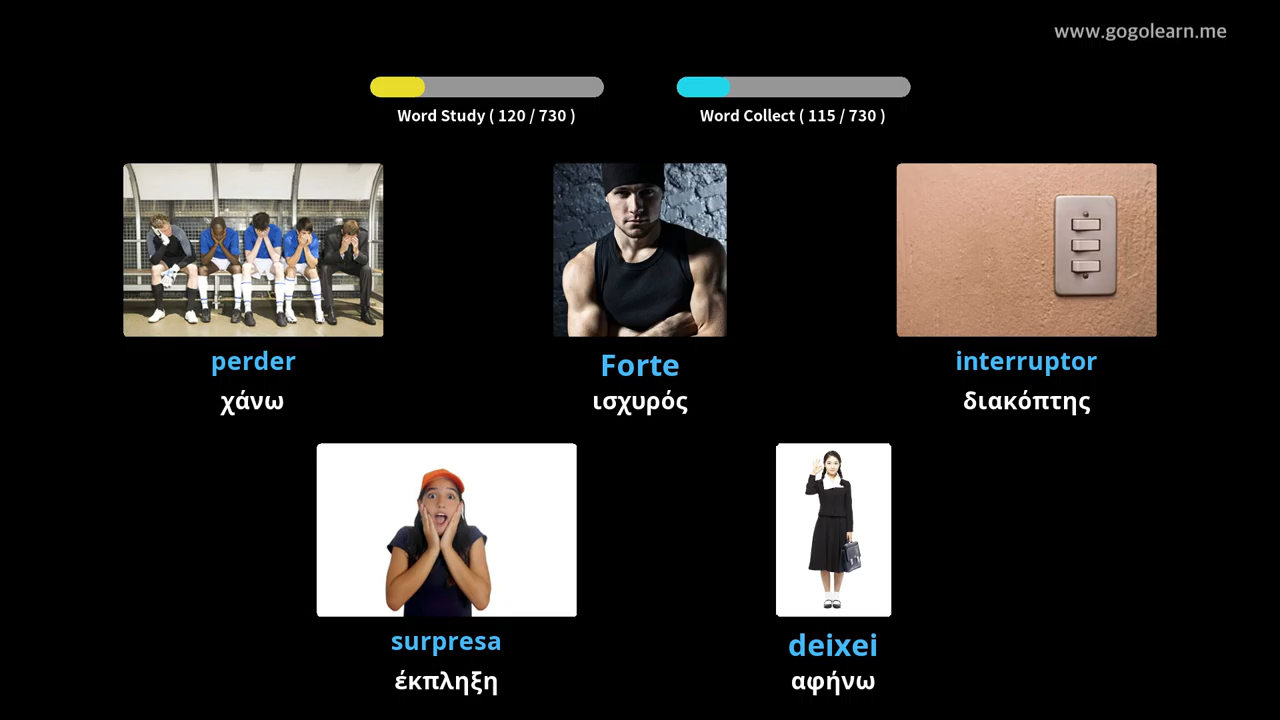 www.gogolearn.me
Word Study ( 120 / 730 )
Word Collect ( 115 / 730 )
perder
Forte
interruptor
χάνω
ισχυρός
διακόπτης
surpresa
deixei
έκπληξη
αφήνω